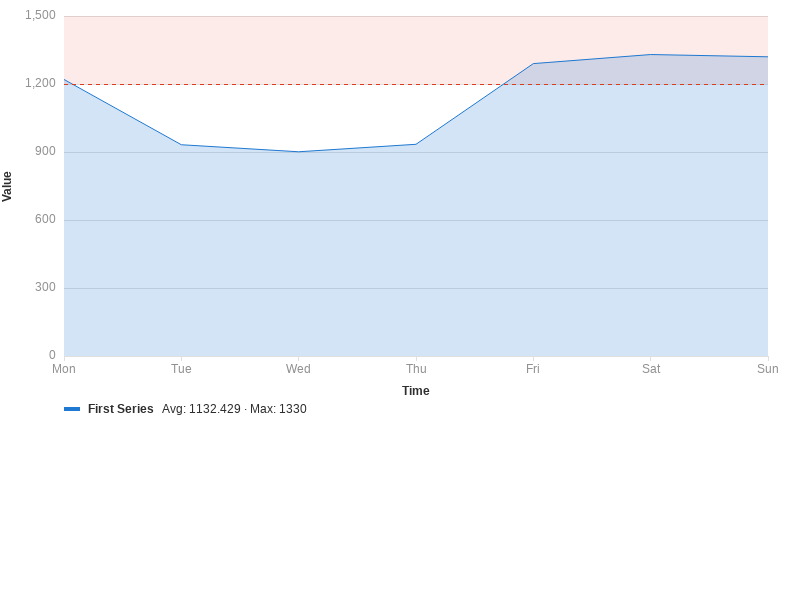 Value
1,500
1,200
900
600
300
0
Mon Tue Wed Thu Fri Sat Sun
Time
First Series Avg: 1132.429 · Max: 1330